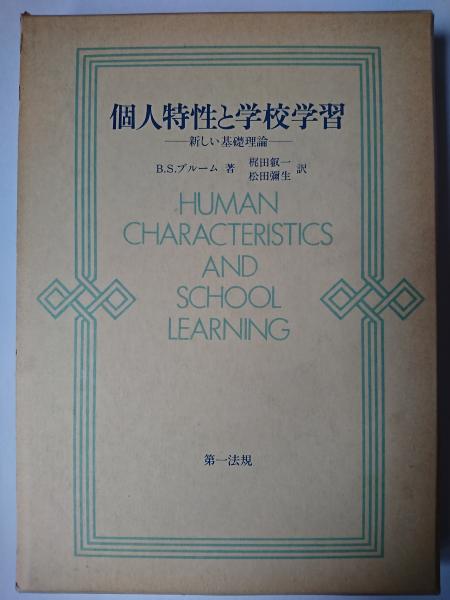 個人特性と学校学習
――新しい基礎理論――
B.S.ブルーム 著 梶田叡一 訳
松田彌生
HUMAN
CHARACTERISTICS
AND
SCHOOL
LEARNING
第一法規